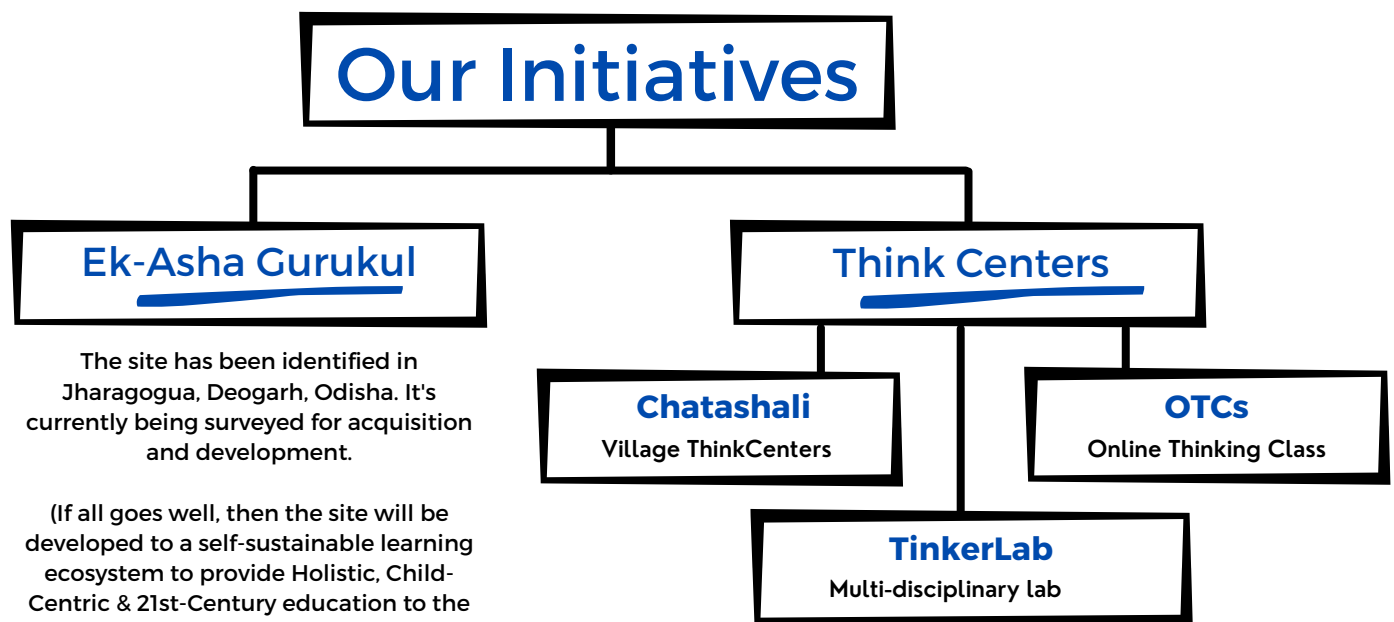 Our Initiatives
Ek-Asha Gurukul
The site has been identified in
Jharagogua, Deogarh, Odisha. It's
currently being surveyed for acquisition
and development.
(If all goes well, then the site will be
developed to a self-sustainable learning
ecosystem to provide Holistic, Child-
Centric & 21st-Century education to the
Think Centers
Chatashali
Village ThinkCenters
OTCs
Online Thinking Class
TinkerLab
Multi-disciplinary lab